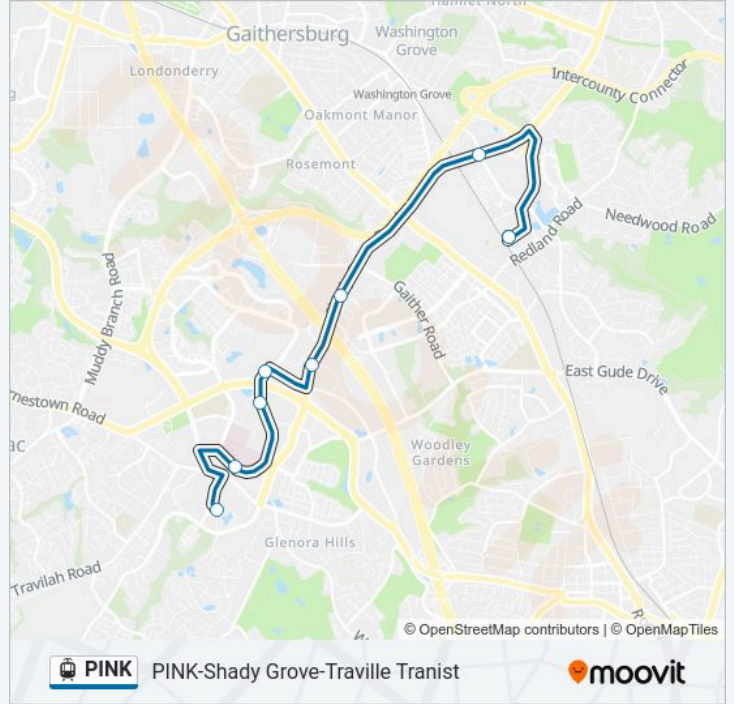 Hamlet North
Gaithersburg
Washington
Grove
Londonderry
Intercounty Connector
Washington Grove
Oakmont Manor
Rosemont
Needwood Road
Redland Road
Muddy Branch Road
Gaither Road
East Gude Drive
rnestown Road
Woodley
Gardens
Glenora Hills
Travilah Road
© OpenStreetMap contributors | © OpenMapTiles
PINK
PINK-Shady Grove-Traville Tranist
moovit